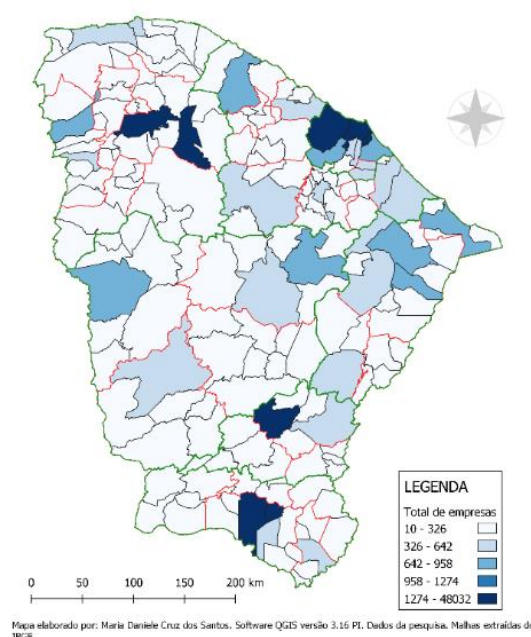 LEGENDA
Total de empresas
10 - 326
326 - 642
642 - 958
958 - 1274
1274 - 48032
0 50 100 150 200 km
Mapa elaborado por: Maria Daniele Cruz dos Santos. Software QGIS versão 3.16 PI. Dados da pesquisa. Malhas extraídas do
IBGE